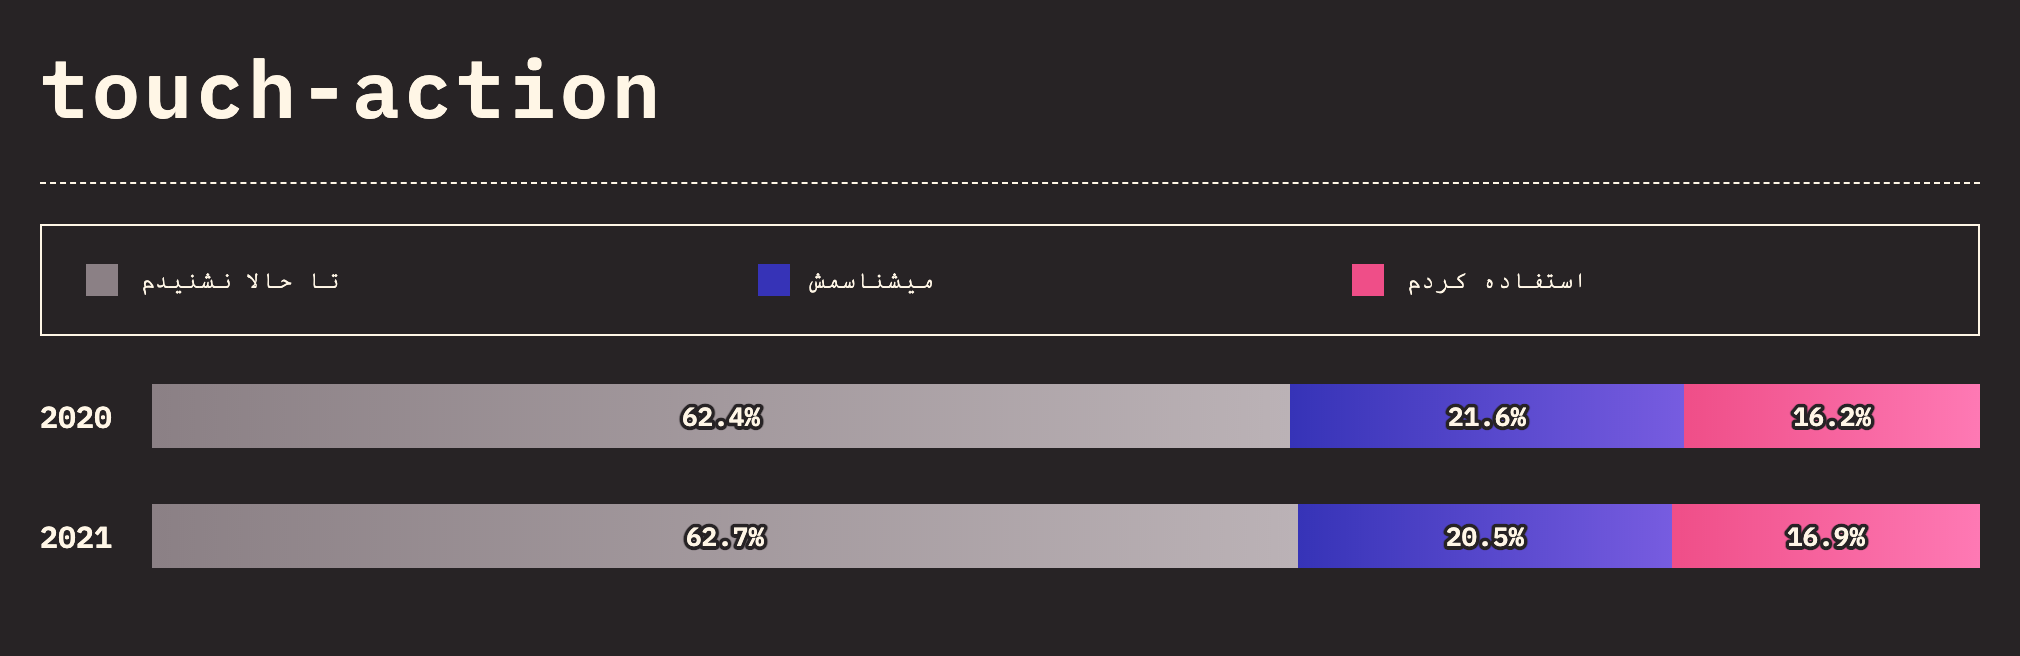 touch-action
تا حالا نشنیدم
میشناسمش
استفاده کردم
2020 62.4% 21.6% 16.2%
2021 62.7% 20.5% 16.9%